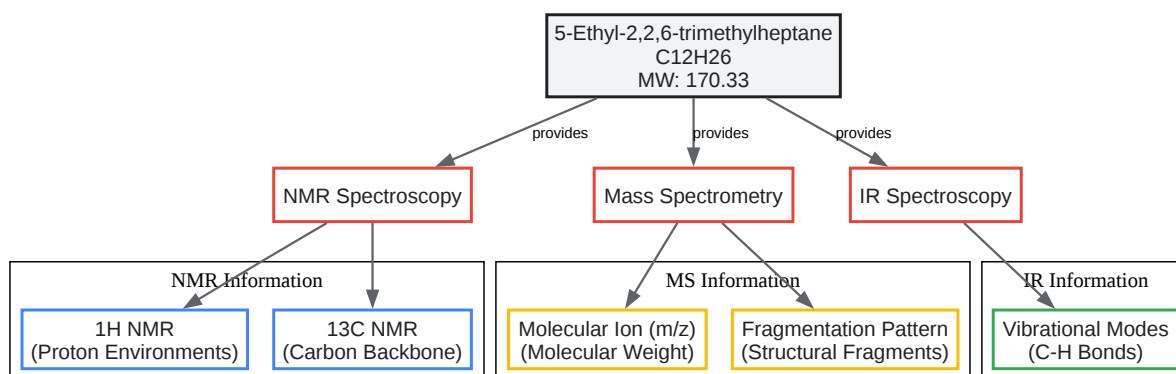 5-Ethyl-2,2,6-trimethylheptane
C12H26
MW: 170.33
provides
provides
provides
NMR Spectroscopy
Mass Spectrometry
IR Spectroscopy
NMR Information
MS Information
IR Information
1H NMR
(Proton Environments)
13C NMR
(Carbon Backbone)
Molecular Ion (m/z)
(Molecular Weight)
Fragmentation Pattern
(Structural Fragments)
Vibrational Modes
(C-H Bonds)